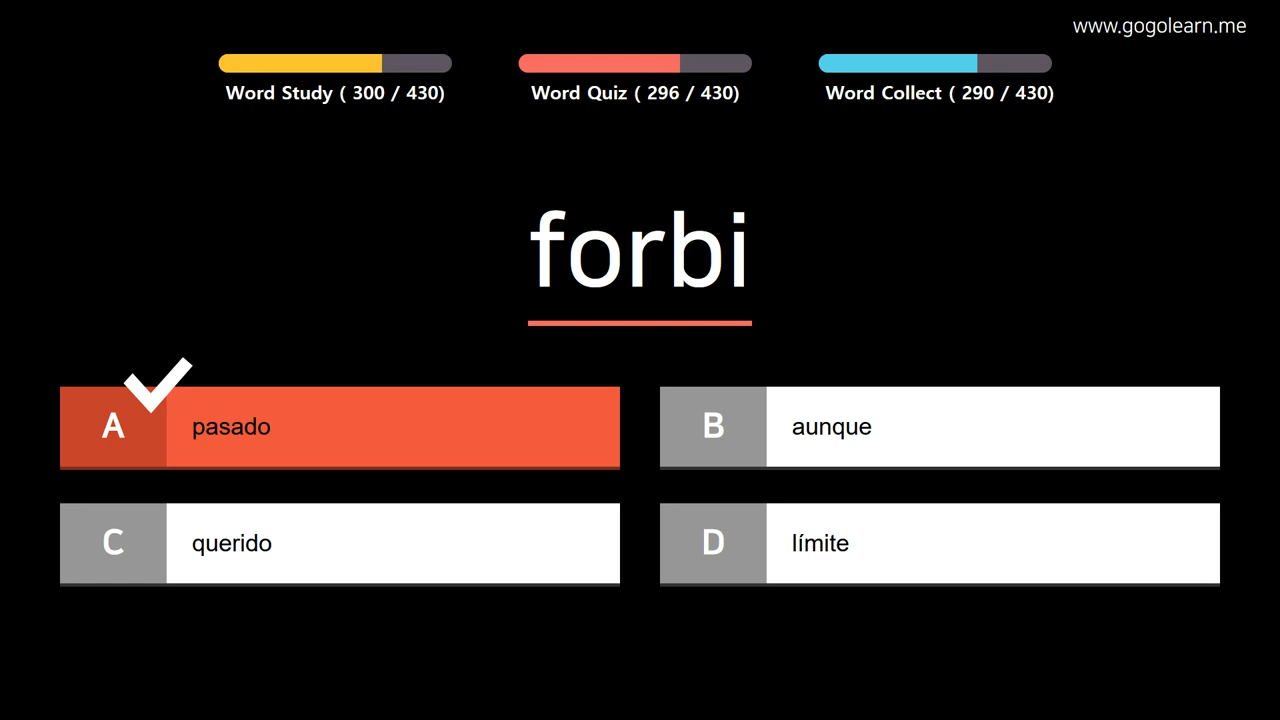 www.gogolearn.me
Word Study ( 300 / 430)
Word Quiz ( 296 / 430)
Word Collect ( 290 / 430)
forbi
A pasado
B aunque
C querido
D límite